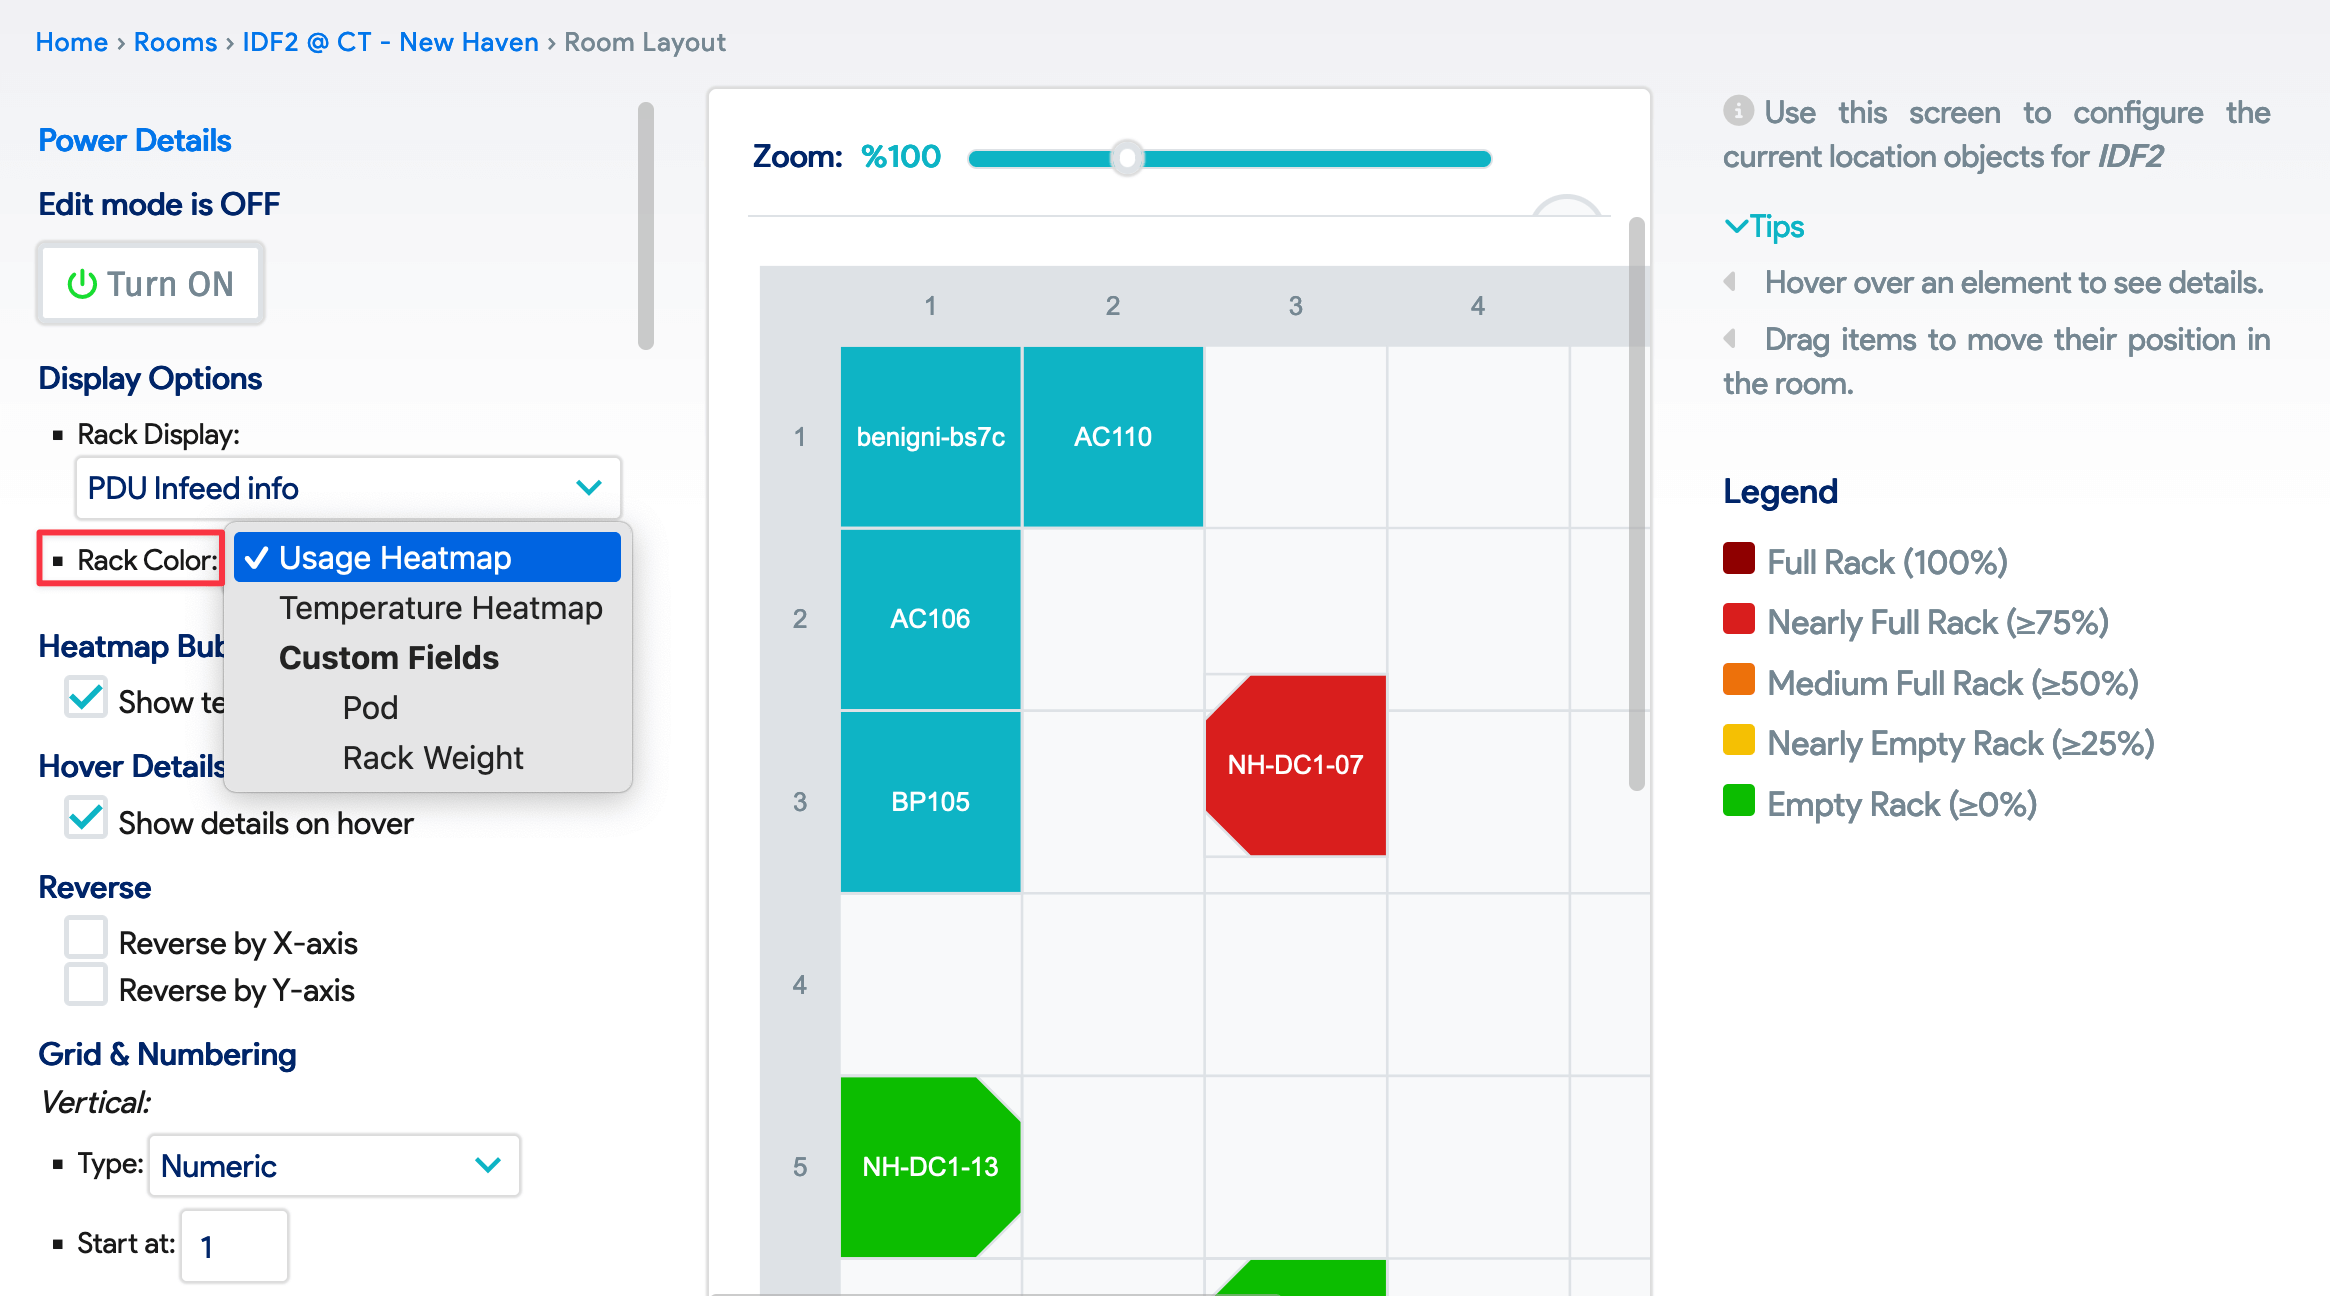 Home › Rooms › IDF2 @ CT - New Haven › Room Layout
Power Details
Edit mode is OFF
Turn ON
Display Options
▪ Rack Display:
PDU Infeed info
▪ Rack Color:
✓ Usage Heatmap
Temperature Heatmap
Custom Fields
Pod
Rack Weight
Heatmap Bub
Show te
Hover Details
Show details on hover
Reverse
Reverse by X-axis
Reverse by Y-axis
Grid & Numbering
Vertical:
▪ Type: Numeric
▪ Start at: 1
Zoom: %100
1 2 3 4
1 benigni-bs7c AC110
2 AC106
NH-DC1-07
3 BP105
4
5 NH-DC1-13
Use this screen to configure the
current location objects for IDF2
Tips
Hover over an element to see details.
Drag items to move their position in
the room.
Legend
Full Rack (100%)
Nearly Full Rack (≥75%)
Medium Full Rack (≥50%)
Nearly Empty Rack (≥25%)
Empty Rack (≥0%)